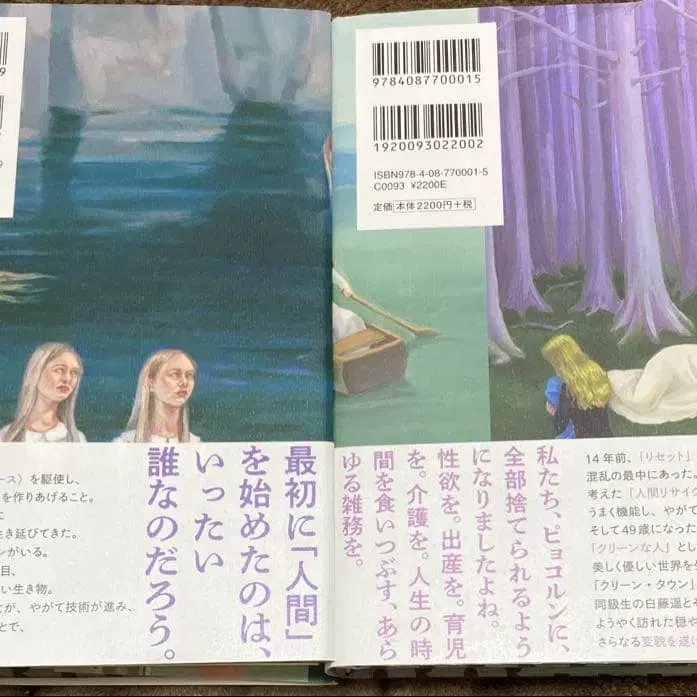 9784087700015
1920093022002
ISBN978-4-08-770001-5
C0093 ¥2200E
定価 本体2200円+税
ース〉を駆使し、
を作りあげること。
に
き延びてきた。
ンがいる。
目、
い生き物。
が、やがて技術が進み、
とで、
最初に「人間」
を始めたのは、
いったい
誰なのだろう。
私たち、ピョコルンに、
全部捨てられるよう
になりましたよね。
性欲を。出産を。育児
を。介護を。人生の時
間を食いつぶす、あら
ゆる雑務を。
14年前、「リセット」
混乱の最中にあった。
考えた「人間リサイ
うまく機能し、やがて
そして49歳になった
「クリーンな人」とし
美しく優しい世界を
「クリーン・タウン」
同級生の白藤遥と
ようやく訪れた穏や
さらなる変貌を遂